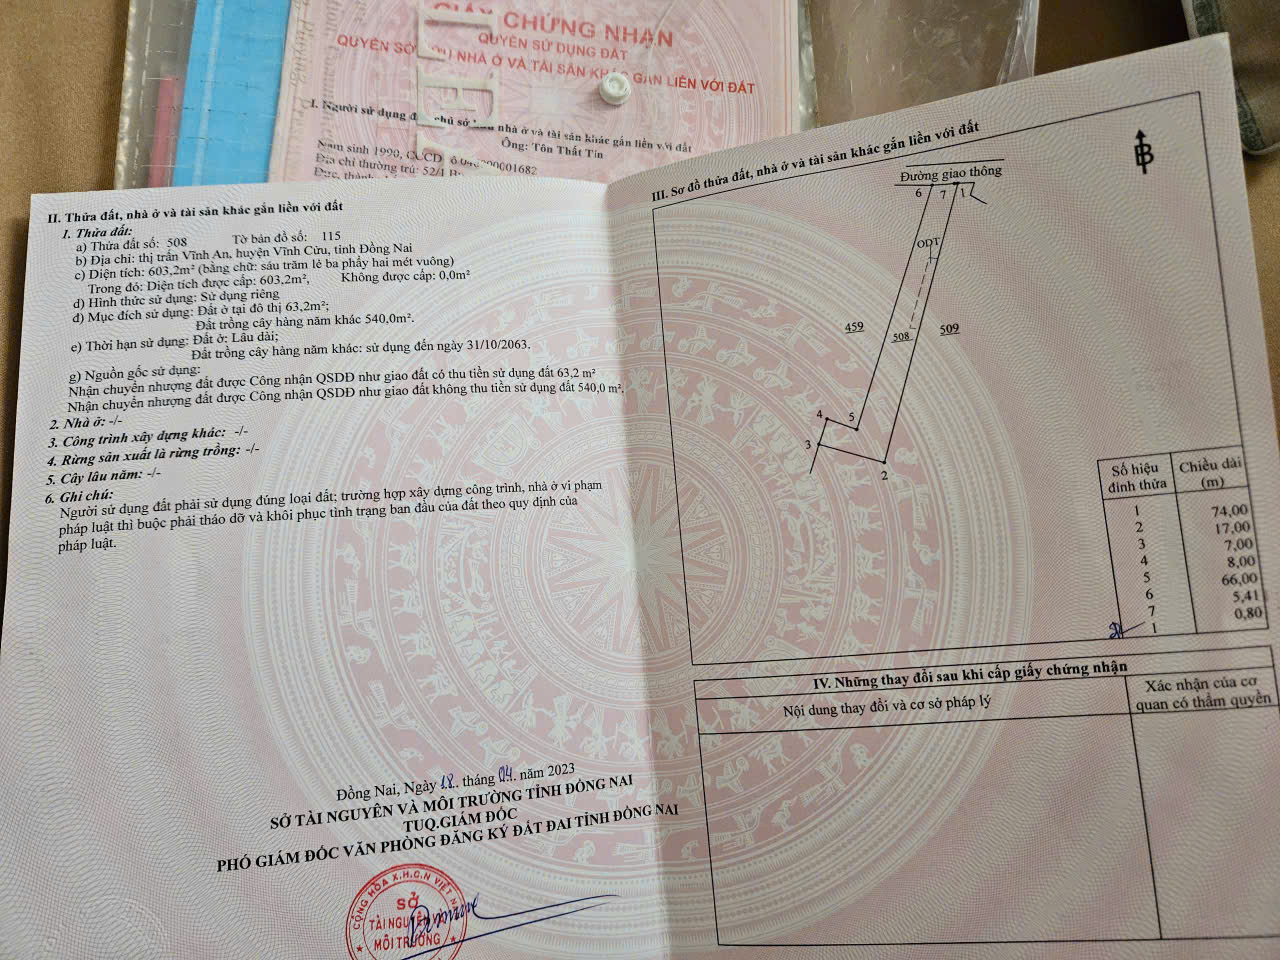 GIẤY CHỨNG NHẬN
QUYỀN SỬ DỤNG ĐẤT
QUYỀN SỞ NHÀ Ở VÀ TÀI SẢN KHÁC GẮN LIỀN VỚI ĐẤT
I. Người sử dụng nhà ở và tài sản khác gắn liền với đất
Ông: Tôn Thất Tín
Năm sinh 1990, CCCD
Địa chỉ thường trú: 52/1
II. Thửa đất, nhà ở và tài sản khác gắn liền với đất
1. Thửa đất:
a) Thửa đất số: 508 Tờ bản đồ số: 115
b) Địa chỉ: thị trấn Vĩnh An, huyện Vĩnh Cửu, tỉnh Đồng Nai
c) Diện tích: 603,2m² (bằng chữ: sáu trăm lẻ ba phẩy hai mét vuông)
Trong đó: Diện tích được cấp: 603,2m², Không được cấp: 0,0m²
d) Hình thức sử dụng: Sử dụng riêng
đ) Mục đích sử dụng: Đất ở tại đô thị 63,2m²;
Đất trồng cây hàng năm khác 540,0m².
e) Thời hạn sử dụng: Đất ở: Lâu dài;
Đất trồng cây hàng năm khác: sử dụng đến ngày 31/10/2063.
g) Nguồn gốc sử dụng:
Nhận chuyển nhượng đất được Công nhận QSDĐ như giao đất có thu tiền sử dụng đất 63,2 m²
Nhận chuyển nhượng đất được Công nhận QSDĐ như giao đất không thu tiền sử dụng đất 540,0 m².
2. Nhà ở: -/-
3. Công trình xây dựng khác: -/-
4. Rừng sản xuất là rừng trồng: -/-
5. Cây lâu năm: -/-
6. Ghi chú:
Người sử dụng đất phải sử dụng đúng loại đất; trường hợp xây dựng công trình, nhà ở vi phạm
pháp luật thì buộc phải tháo dỡ và khôi phục tình trạng ban đầu của đất theo quy định của
pháp luật.
Đồng Nai, Ngày 18 tháng 04 năm 2023
SỞ TÀI NGUYÊN VÀ MÔI TRƯỜNG TỈNH ĐỒNG NAI
TUQ.GIÁM ĐỐC
PHÓ GIÁM ĐỐC VĂN PHÒNG ĐĂNG KÝ ĐẤT ĐAI TỈNH ĐỒNG NAI
CỘNG HÒA X.H.C.N VIỆT
SỞ
TÀI NGUYÊN VÀ
MÔI TRƯỜNG
III. Sơ đồ thửa đất, nhà ở và tài sản khác gắn liền với đất
B
Đường giao thông
6 7 1
ODT
459 508 509
4 5
3
2
Số hiệu đỉnh thửa Chiều dài (m)
1 74,00
2 17,00
3 7,00
4 8,00
5 66,00
6 5,41
7 0,80
1
IV. Những thay đổi sau khi cấp giấy chứng nhận
Nội dung thay đổi và cơ sở pháp lý
Xác nhận của cơ
quan có thẩm quyền